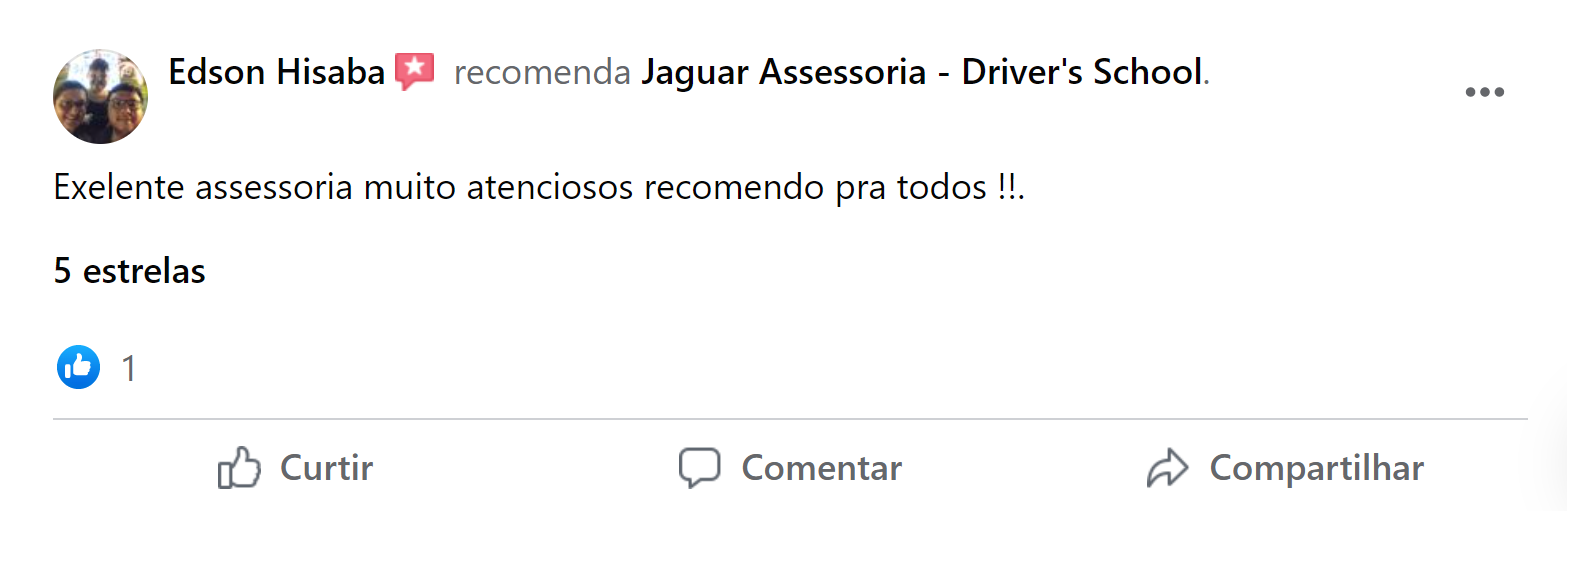 Edson Hisaba recomenda Jaguar Assessoria - Driver's School.
Exelente assessoria muito atenciosos recomendo pra todos !!.
5 estrelas
1
Curtir Comentar Compartilhar